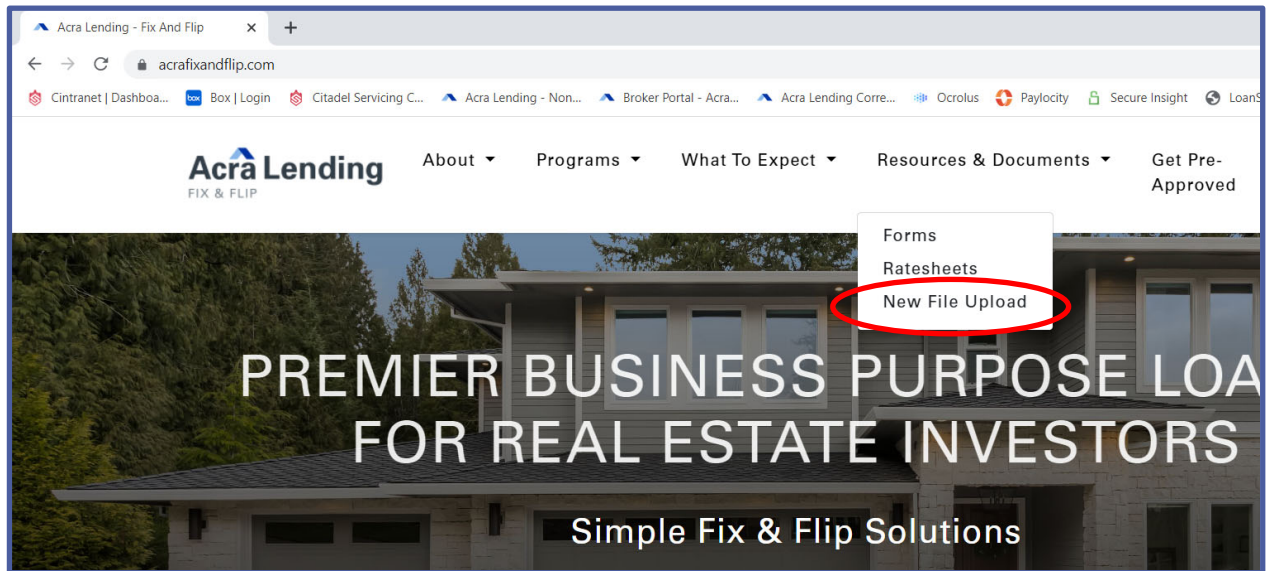 Acra Lending - Fix And Flip
acrafixandflip.com
Cintranet | Dashboa... Box | Login Citadel Servicing C... Acra Lending - Non... Broker Portal - Acra... Acra Lending Corre... Ocrolus Paylocity Secure Insight LoanS
Acra Lending
FIX & FLIP
About Programs What To Expect Resources & Documents Get Pre-
Approved
Forms
Ratesheets
New File Upload
PREMIER BUSINESS PURPOSE LOA
FOR REAL ESTATE INVESTORS
Simple Fix & Flip Solutions